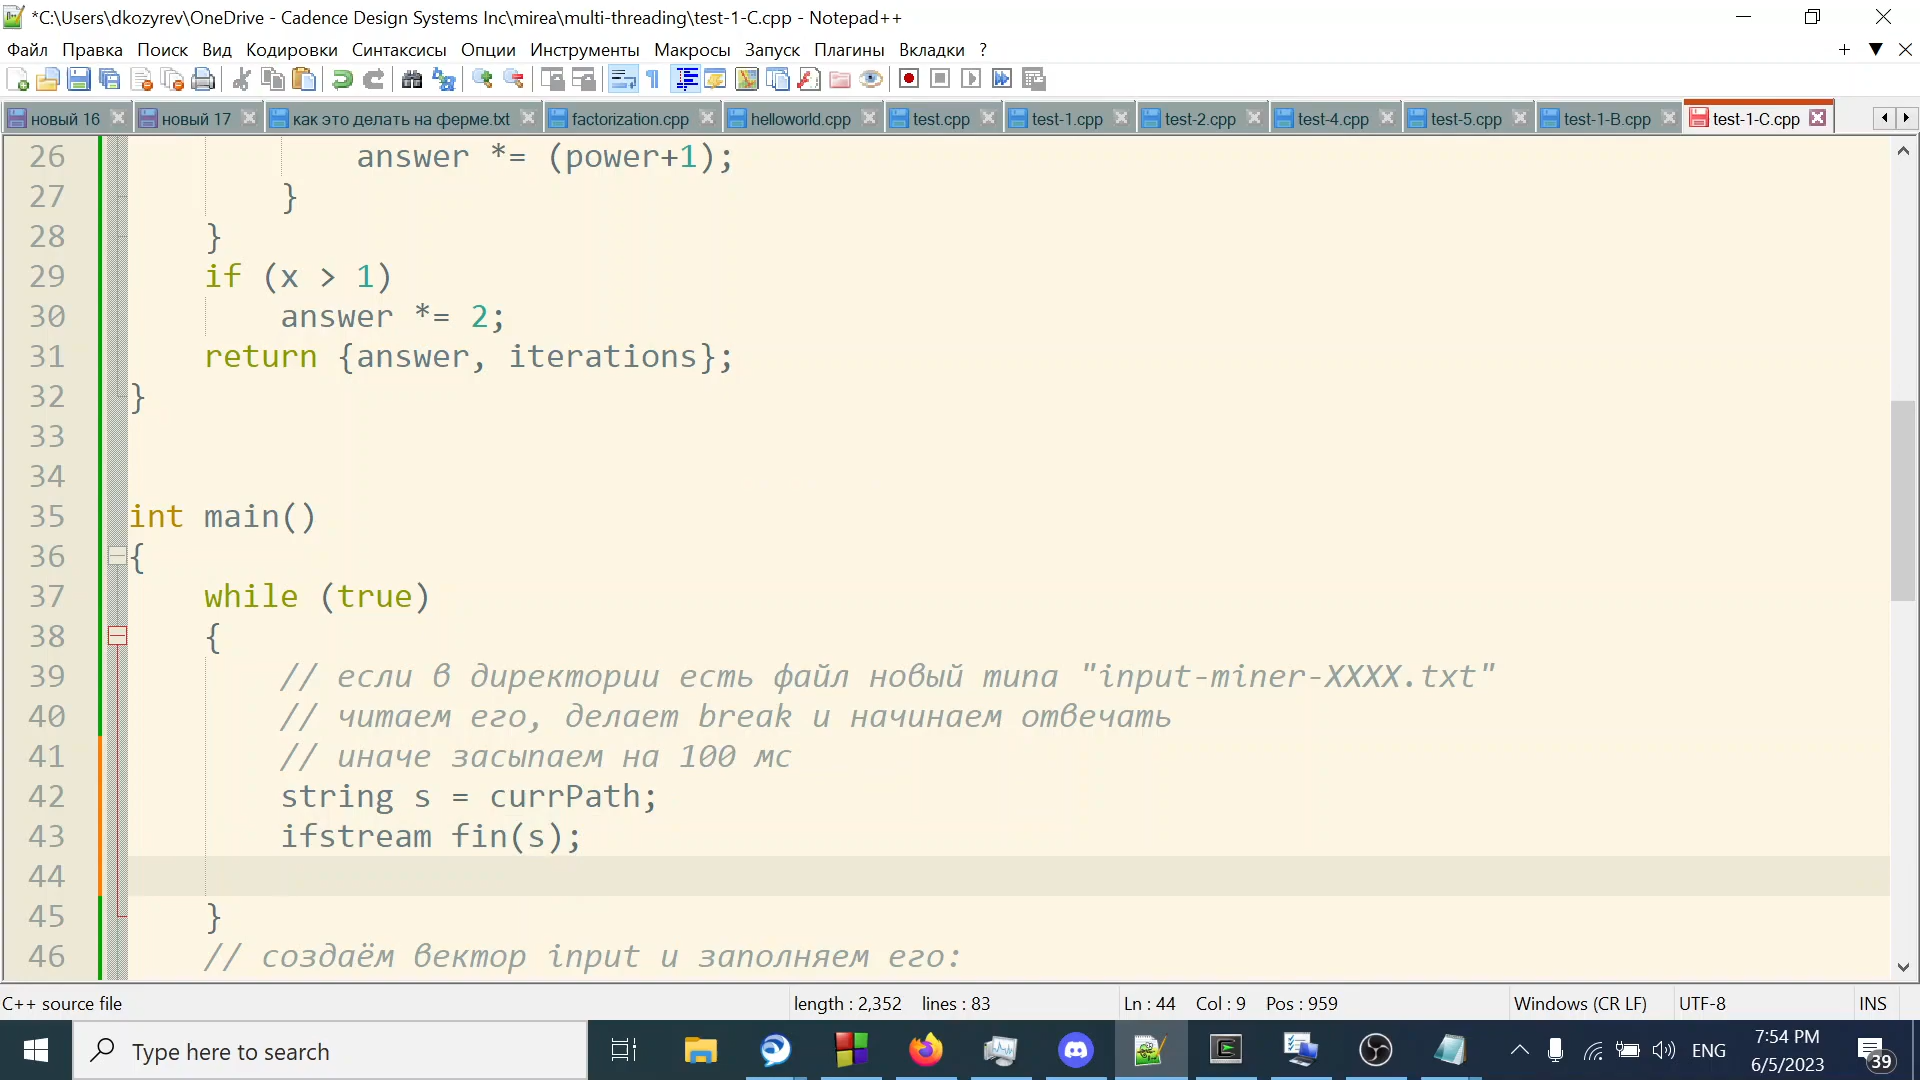 *C:\Users\dkozyrev\OneDrive - Cadence Design Systems Inc\mirea\multi-threading\test-1-C.cpp - Notepad++
Файл Правка Поиск Вид Кодировки Синтаксисы Опции Инструменты Макросы Запуск Плагины Вкладки ?
новый 16 новый 17 как это делать на ферме.txt factorization.cpp helloworld.cpp test.cpp test-1.cpp test-2.cpp test-4.cpp test-5.cpp test-1-B.cpp test-1-C.cpp
26 answer *= (power+1);
27 }
28 }
29 if (x > 1)
30 answer *= 2;
31 return {answer, iterations};
32 }
33
34
35 int main()
36 {
37 while (true)
38 {
39 // если в директории есть файл новый типа "input-miner-XXXX.txt"
40 // читаем его, делает break и начинаем отвечать
41 // иначе засыпаем на 100 мс
42 string s = currPath;
43 ifstream fin(s);
44
45 }
46 // создаём вектор input и заполняем его:
C++ source file length : 2,352 lines : 83 Ln : 44 Col : 9 Pos : 959 Windows (CR LF) UTF-8 INS
Type here to search ENG 7:54 PM 6/5/2023 39